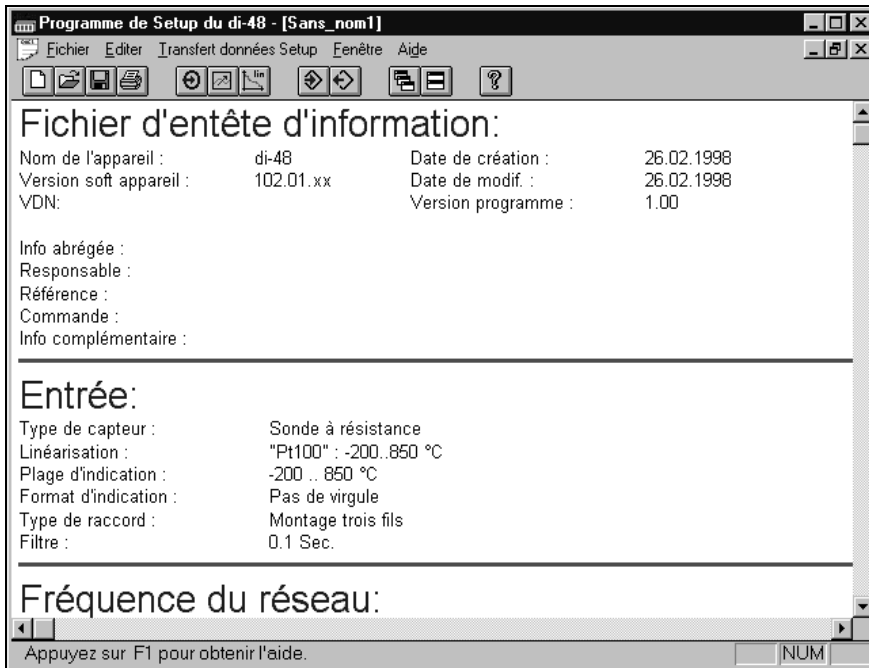 Programme de Setup du di-48 - [Sans_nom1]
Fichier Editer Transfert données Setup Fenêtre Aide
lin
Fichier d'entête d'information:
Nom de l'appareil : di-48 Date de création : 26.02.1998
Version soft appareil : 102.01.xx Date de modif. : 26.02.1998
VDN: Version programme : 1.00
Info abrégée :
Responsable :
Référence :
Commande :
Info complémentaire :
Entrée:
Type de capteur : Sonde à résistance
Linéarisation : "Pt100" : -200..850 °C
Plage d'indication : -200 .. 850 °C
Format d'indication : Pas de virgule
Type de raccord : Montage trois fils
Filtre : 0.1 Sec.
Fréquence du réseau:
Appuyez sur F1 pour obtenir l'aide. NUM